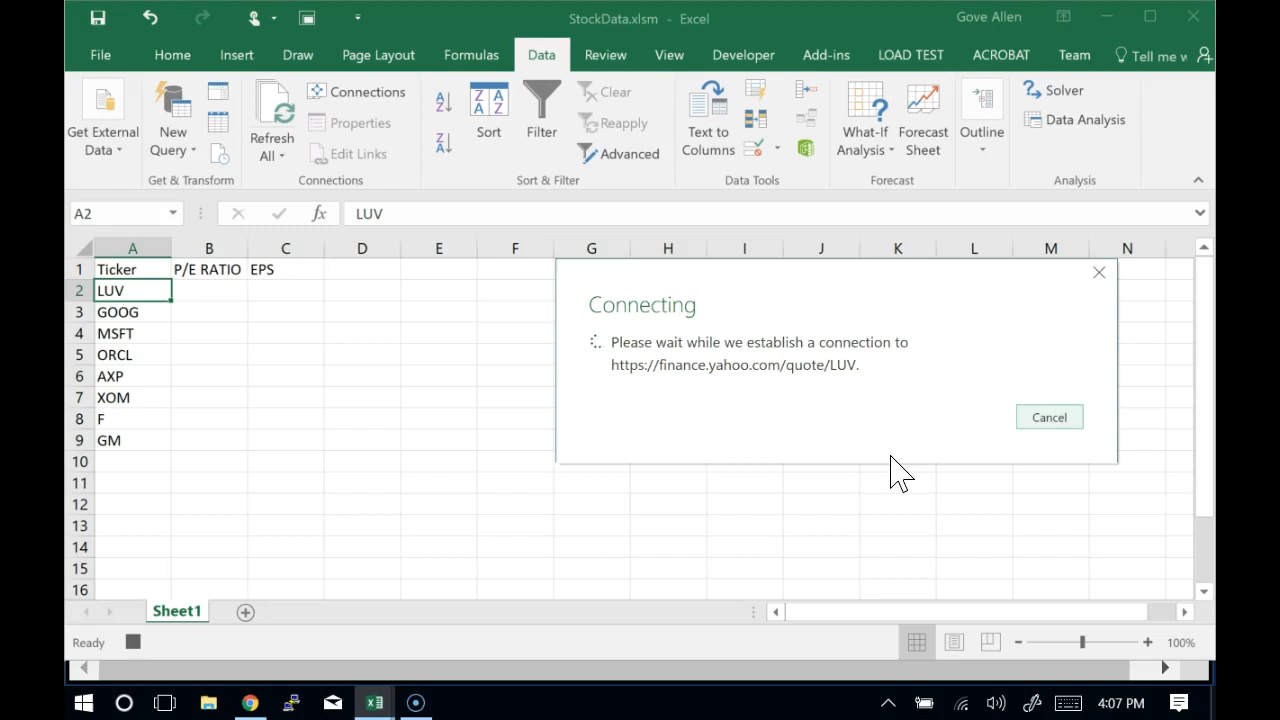 StockData.xlsm - Excel
Gove Allen
File Home Insert Draw Page Layout Formulas Data Review View Developer Add-ins LOAD TEST ACROBAT Team Tell me w
Get External Data
New Query
Get & Transform
Refresh All
Connections
Properties
Edit Links
Connections
Sort
Filter
Clear
Reapply
Advanced
Sort & Filter
Text to Columns
Data Tools
What-If Analysis
Forecast Sheet
Forecast
Outline
Solver
Data Analysis
Analysis
A2 fx LUV
A B C D E F G H I J K L M N
1 Ticker P/E RATIO EPS
2 LUV
3 GOOG
4 MSFT
5 ORCL
6 AXP
7 XOM
8 F
9 GM
10
11
12
13
14
15
16
Connecting
Please wait while we establish a connection to
https://finance.yahoo.com/quote/LUV.
Cancel
Sheet1
Ready
100%
4:07 PM